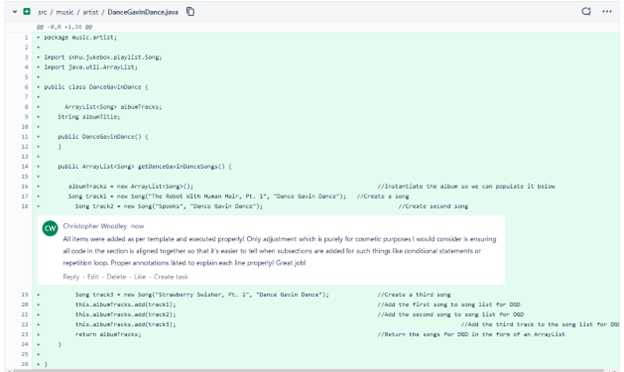 src / music / artist / DanceGavinDance.java
@@ -0,0 +1,26 @@
1 + package music.artist;
2 +
3 + import snhu.jukebox.playlist.Song;
4 + import java.util.ArrayList;
5 +
6 + public class DanceGavinDance {
7 +
8 + ArrayList<Song> albumTracks;
9 + String albumTitle;
10 +
11 + public DanceGavinDance() {
12 + }
13 +
14 + public ArrayList<Song> getDanceGavinDanceSongs() {
15 +
16 + albumTracks = new ArrayList<Song>(); //Instantiate the album so we can populate it below
17 + Song track1 = new Song("The Robot With Human Hair, Pt. 1", "Dance Gavin Dance"); //Create a song
18 + Song track2 = new Song("Spooks", "Dance Gavin Dance"); //Create second song
CW Christopher Woodley now
All items were added as per template and executed properly! Only adjustment which is purely for cosmetic purposes I would consider is ensuring
all code in the section is aligned together so that it's easier to tell when subsections are added for such things like conditional statements or
repetition loop. Proper annotations listed to explain each line properly! Great job!
Reply · Edit · Delete · Like · Create task
19 + Song track3 = new Song("Strawberry Swisher, Pt. 1", "Dance Gavin Dance"); //Create a third song
20 + this.albumTracks.add(track1); //Add the first song to song list for DGD
21 + this.albumTracks.add(track2); //Add the second song to song list for DGD
22 + this.albumTracks.add(track3); //Add the third track to the song list for DGD
23 + return albumTracks; //Return the songs for DGD in the form of an ArrayList
24 + }
25 +
26 + }